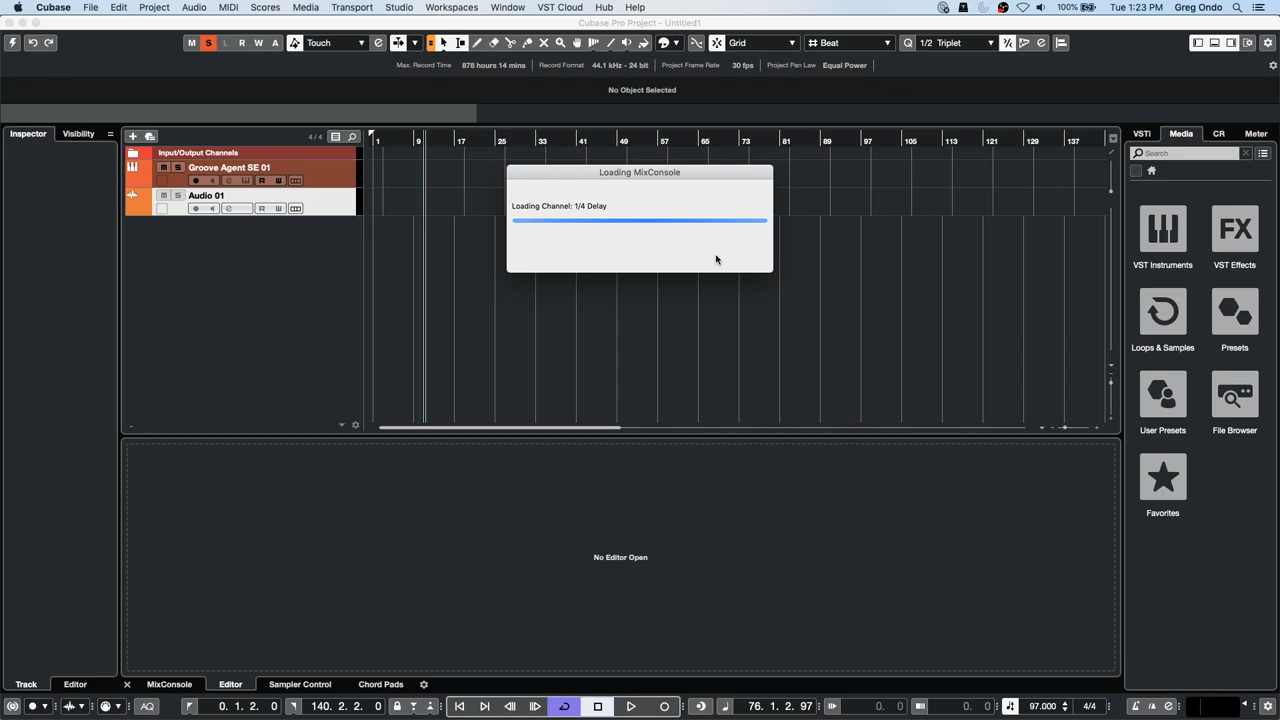 Cubase File Edit Project Audio MIDI Scores Media Transport Studio Workspaces Window VST Cloud Hub Help 100% Tue 1:23 PM Greg Ondo
Cubase Pro Project - Untitled1
M S L R W A Touch Grid Beat Q 1/2 Triplet
Max. Record Time 878 hours 14 mins Record Format 44.1 kHz - 24 bit Project Frame Rate 30 fps Project Pan Law Equal Power
No Object Selected
Inspector Visibility
4/4
1 9 17 25 33 41 49 57 65 73 81 89 97 105 113 121 129 137
VSTi Media CR Meter
Input/Output Channels
Search
M S Groove Agent SE 01
R W
M S Audio 01
R W
Loading MixConsole
Loading Channel: 1/4 Delay
FX
VST Instruments VST Effects
Loops & Samples Presets
User Presets File Browser
Favorites
No Editor Open
Track Editor MixConsole Editor Sampler Control Chord Pads
AQ 0. 1. 2. 0 140. 2. 2. 0 76. 1. 2. 97 0. 0 0. 0 97.000 4/4